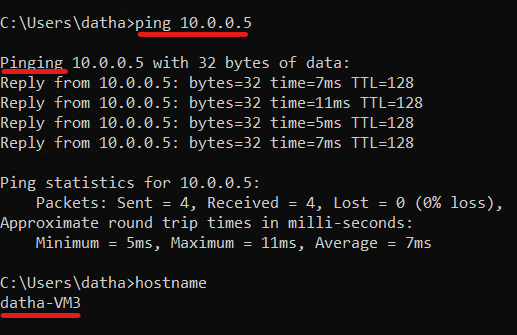 C:\Users\datha>ping 10.0.0.5
Pinging 10.0.0.5 with 32 bytes of data:
Reply from 10.0.0.5: bytes=32 time=7ms TTL=128
Reply from 10.0.0.5: bytes=32 time=11ms TTL=128
Reply from 10.0.0.5: bytes=32 time=5ms TTL=128
Reply from 10.0.0.5: bytes=32 time=7ms TTL=128
Ping statistics for 10.0.0.5:
    Packets: Sent = 4, Received = 4, Lost = 0 (0% loss),
Approximate round trip times in milli-seconds:
    Minimum = 5ms, Maximum = 11ms, Average = 7ms
C:\Users\datha>hostname
datha-VM3